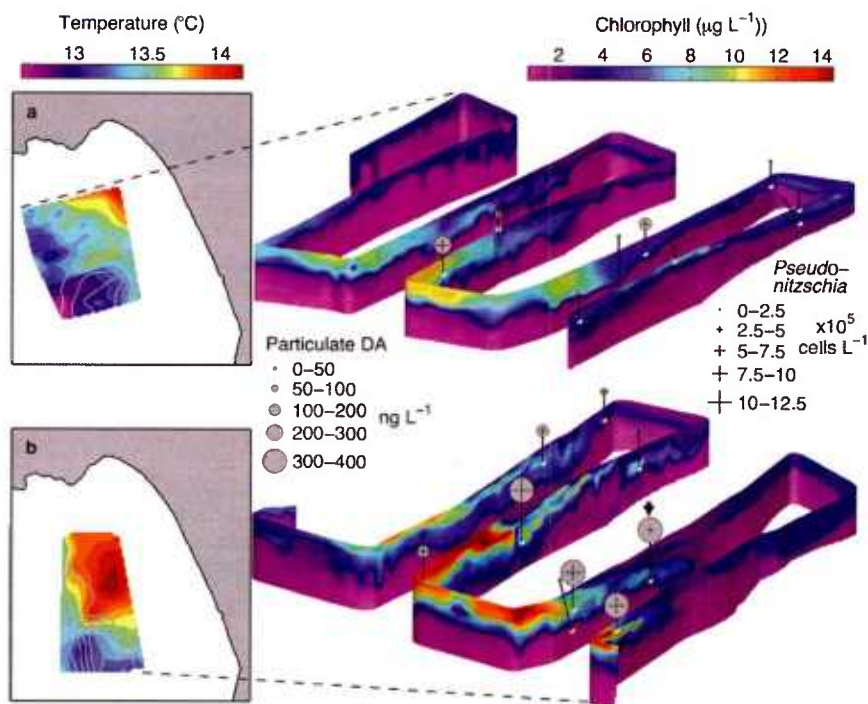 Temperature (°C)
13 13.5 14
Chlorophyll (μg L⁻¹))
2 4 6 8 10 12 14
a
Pseudo-
nitzschia
0–2.5
2.5–5
5–7.5
7.5–10
10–12.5
x10⁵
cells L⁻¹
Particulate DA
0–50
50–100
100–200
200–300
300–400
ng L⁻¹
b